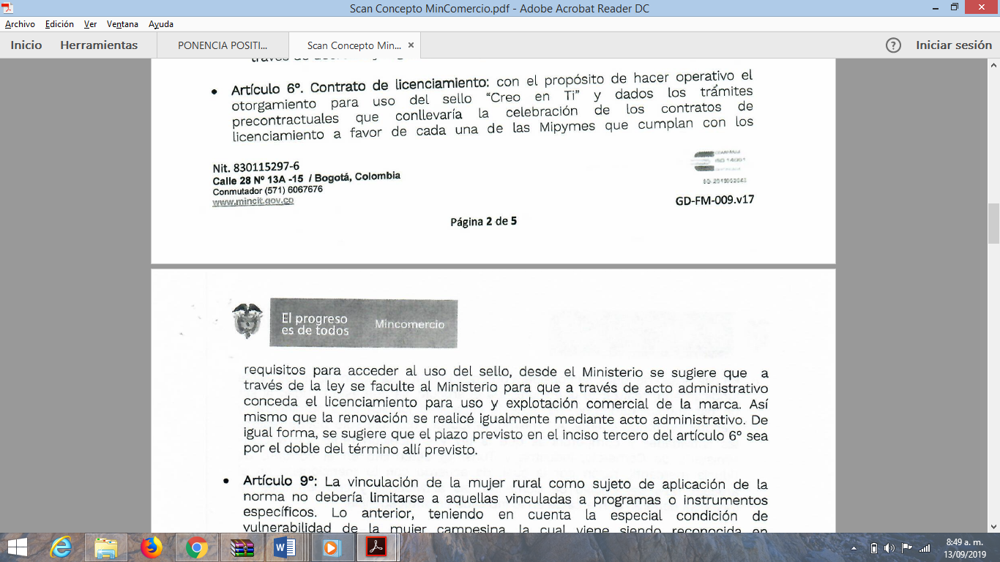 Scan Concepto MinComercio.pdf - Adobe Acrobat Reader DC
Archivo Edición Ver Ventana Ayuda
Inicio Herramientas PONENCIA POSITI... Scan Concepto Min... × ? Iniciar sesión
• Artículo 6º. Contrato de licenciamiento: con el propósito de hacer operativo el
otorgamiento para uso del sello “Creo en Ti” y dados los trámites
precontractuales que conllevaría la celebración de los contratos de
licenciamiento a favor de cada una de las Mipymes que cumplan con los
Nit. 830115297-6
Calle 28 Nº 13A -15 / Bogotá, Colombia
Conmutador (571) 6067676
www.mincit.gov.co
ISO 14001
GD-FM-009.v17
Página 2 de 5
El progreso
es de todos
Mincomercio
requisitos para acceder al uso del sello, desde el Ministerio se sugiere que a
través de la ley se faculte al Ministerio para que a través de acto administrativo
conceda el licenciamiento para uso y explotación comercial de la marca. Así
mismo que la renovación se realicé igualmente mediante acto administrativo. De
igual forma, se sugiere que el plazo previsto en el inciso tercero del artículo 6º sea
por el doble del término allí previsto.
• Artículo 9º: La vinculación de la mujer rural como sujeto de aplicación de la
norma no debería limitarse a aquellas vinculadas a programas o instrumentos
específicos. Lo anterior, teniendo en cuenta la especial condición de
vulnerabilidad de la mujer campesina, la cual viene siendo reconocida en
8:49 a. m.
13/09/2019